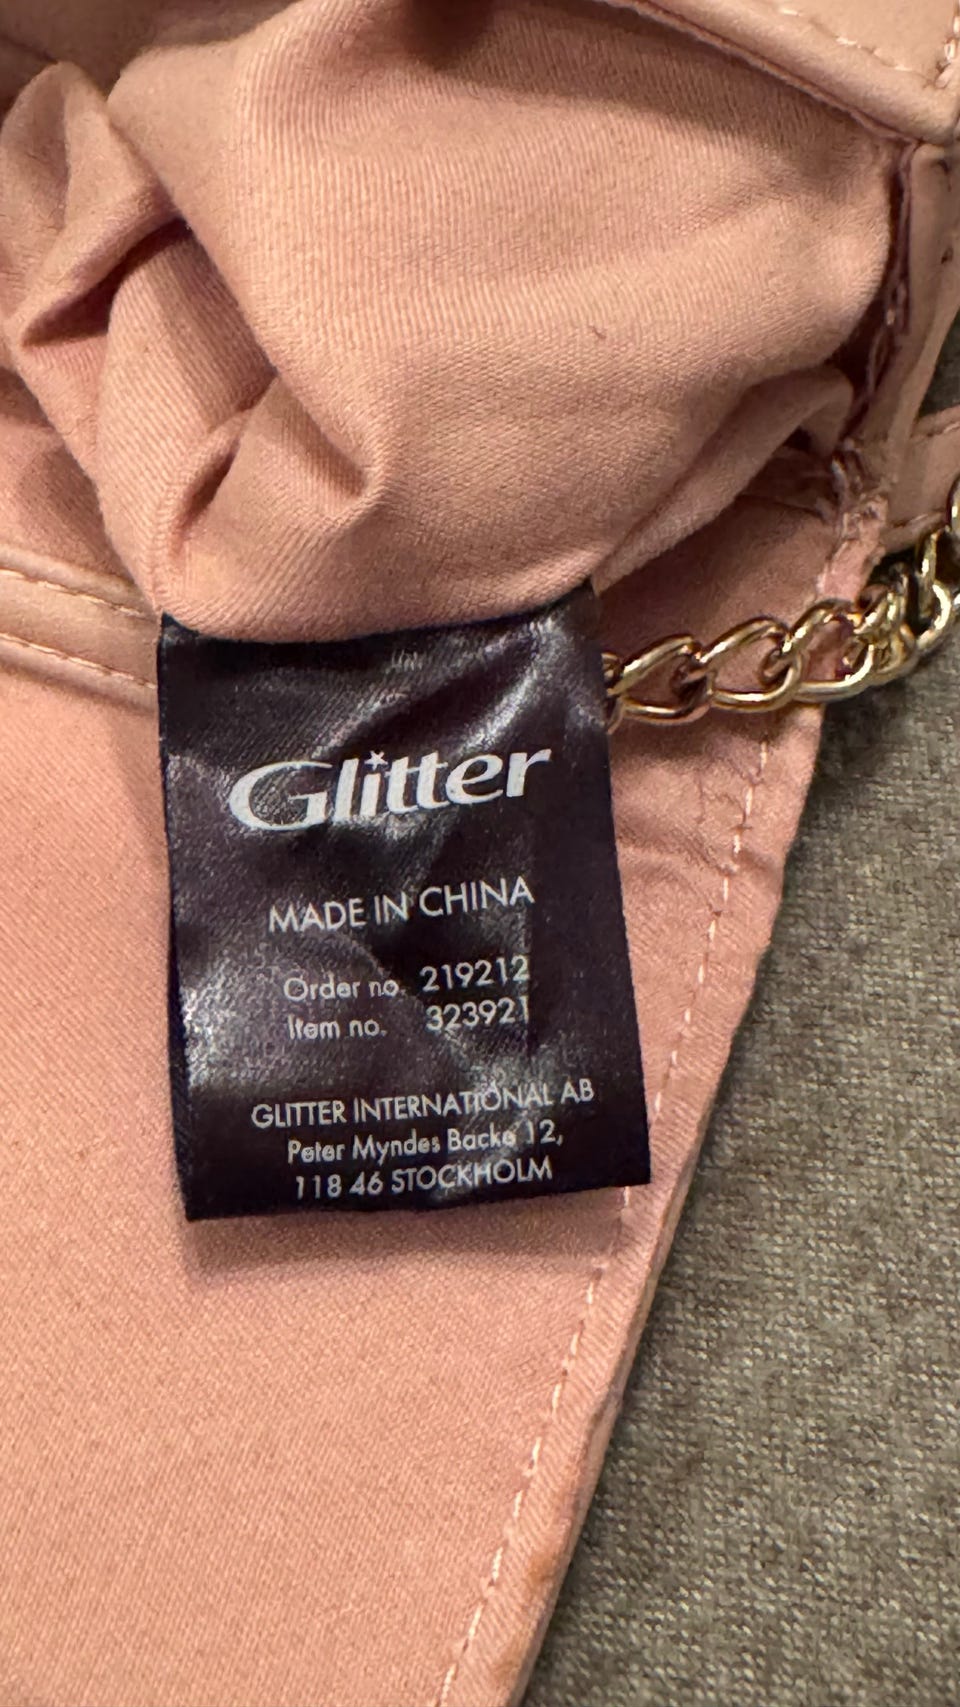 Glitter
MADE IN CHINA
Order no. 219212
Item no. 323921
GLITTER INTERNATIONAL AB
Peter Myndes Backe 12,
118 46 STOCKHOLM